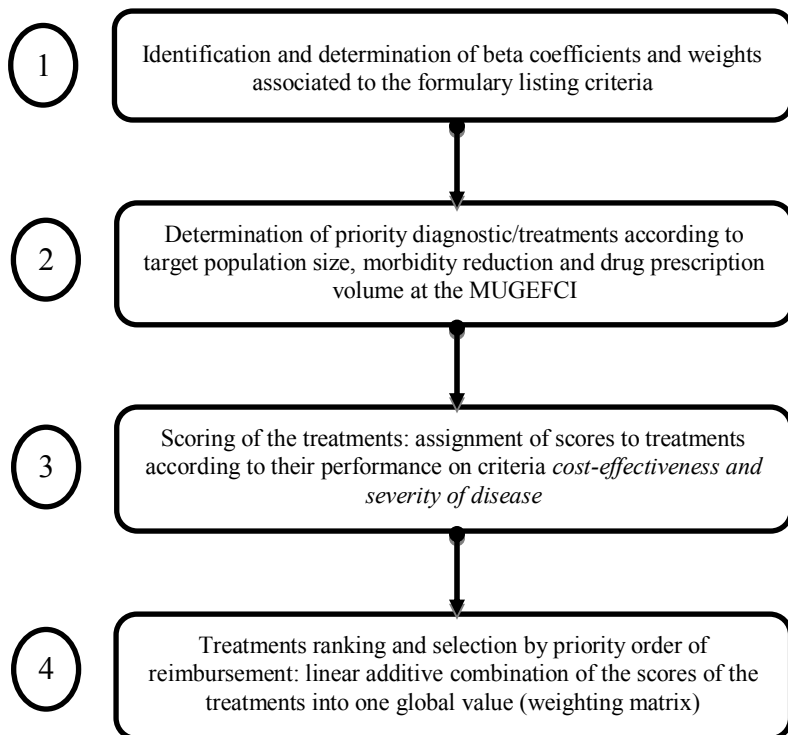 1
Identification and determination of beta coefficients and weights
associated to the formulary listing criteria
2
Determination of priority diagnostic/treatments according to
target population size, morbidity reduction and drug prescription
volume at the MUGEFCI
3
Scoring of the treatments: assignment of scores to treatments
according to their performance on criteria cost-effectiveness and
severity of disease
4
Treatments ranking and selection by priority order of
reimbursement: linear additive combination of the scores of the
treatments into one global value (weighting matrix)